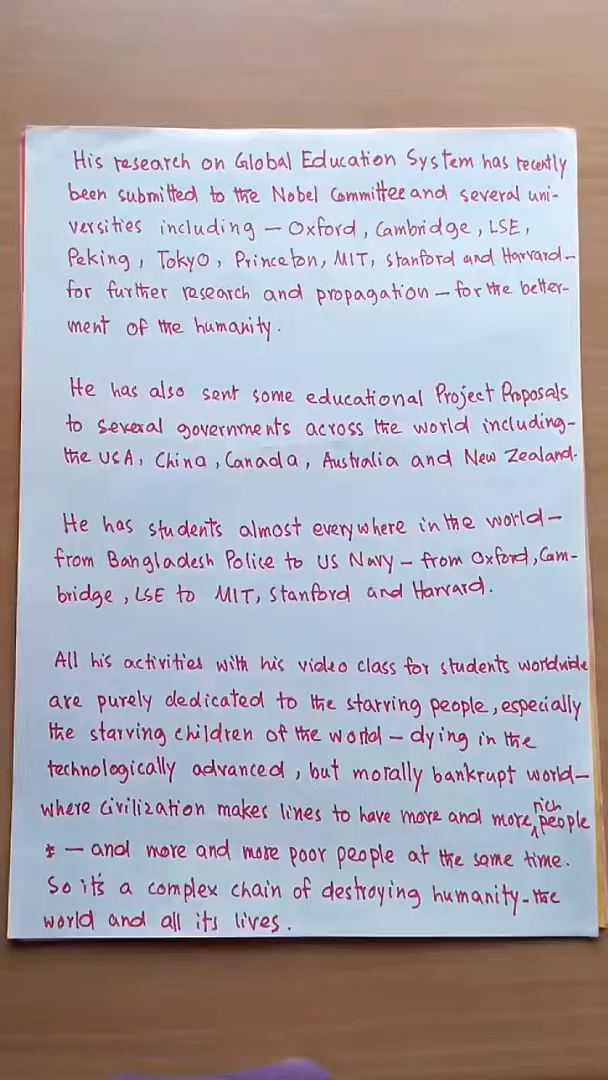 His research on Global Education System has recently
been submitted to the Nobel Committee and several uni-
versities including — Oxford, Cambridge, LSE,
Peking, Tokyo, Princeton, MIT, Stanford and Harvard —
for further research and propagation — for the better-
ment of the humanity.
He has also sent some educational Project Proposals
to several governments across the world including -
the USA, China, Canada, Australia and New Zealand.
He has students almost everywhere in the world —
from Bangladesh Police to US Navy — from Oxford, Cam-
bridge, LSE to MIT, Stanford and Harvard.
All his activities with his video class for students worldwide
are purely dedicated to the starving people, especially
the starving children of the world — dying in the
technologically advanced, but morally bankrupt world —
where civilization makes lines to have more and more rich people
— and more and more poor people at the same time.
So it's a complex chain of destroying humanity - the
world and all its lives.